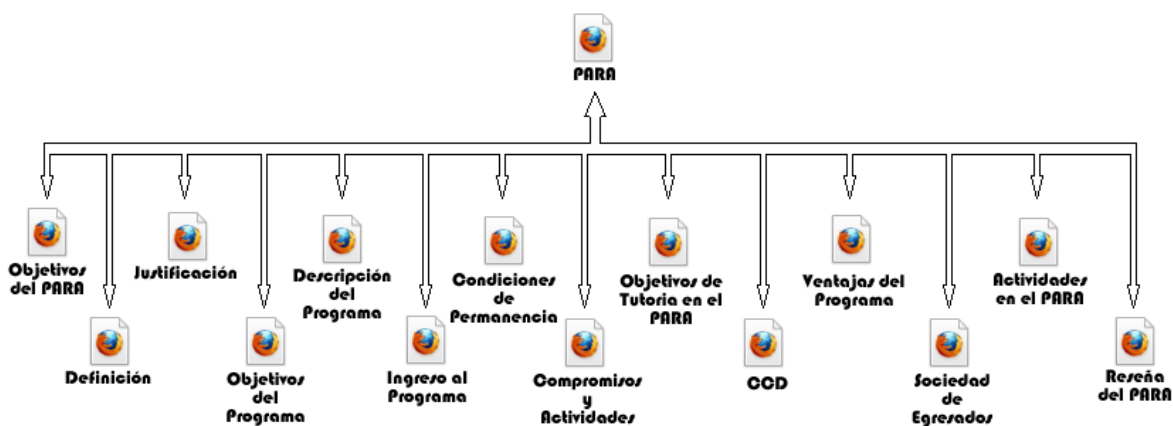 PARA
Objetivos
del PARA
Justificación
Descripción
del
Programa
Condiciones
de
Permanencia
Objetivos de
Tutoria en el
PARA
Ventajas del
Programa
Actividades
en el PARA
Definición
Objetivos
del
Programa
Ingreso al
Programa
Compromisos
y
Actividades
CCD
Sociedad
de
Egresados
Reseña
del PARA